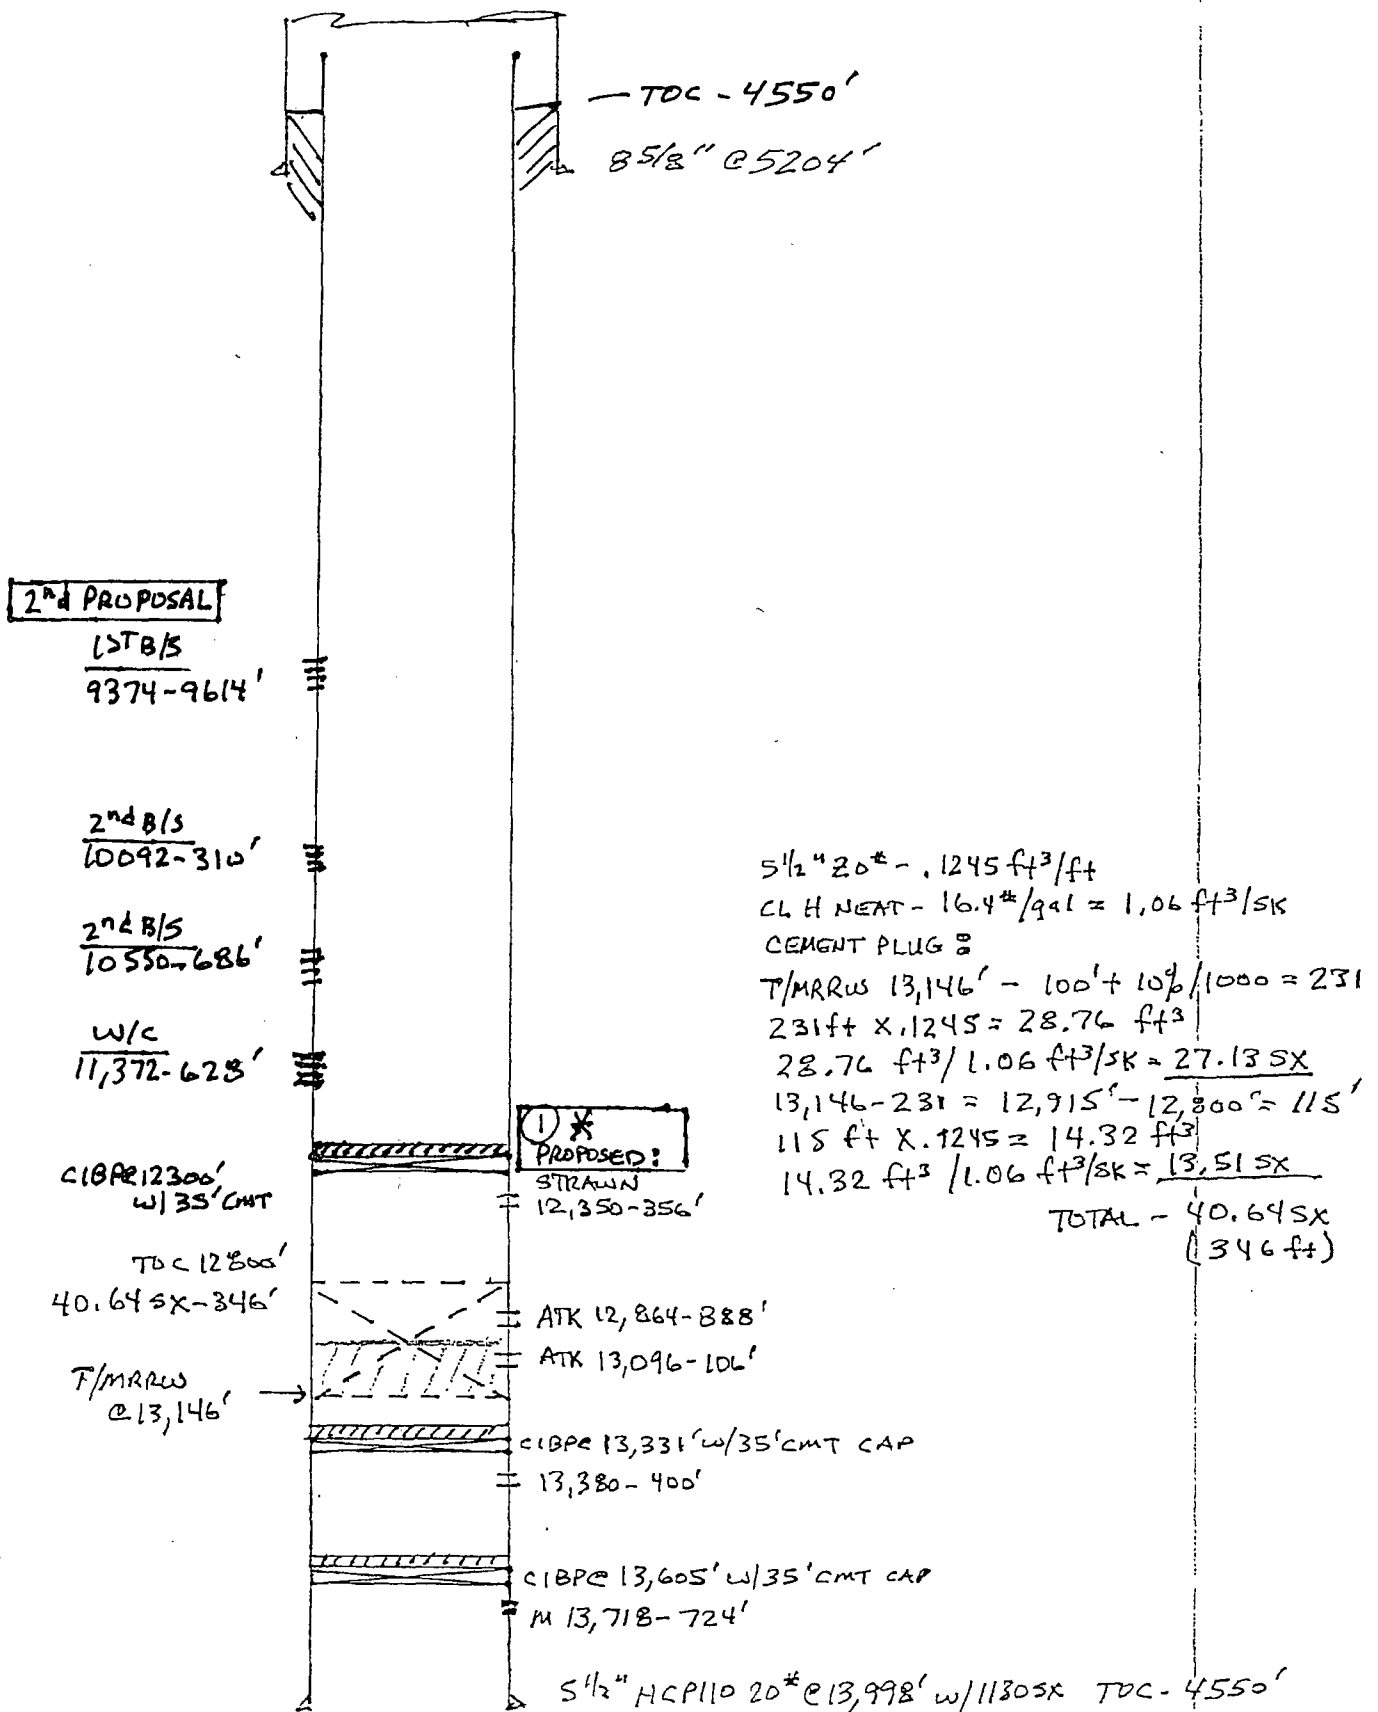 TOC - 4550'
8 5/8" @ 5204'
2nd PROPOSAL
1ST B/S
9374-9614'
2nd B/S
10092-310'
2nd B/S
10550-686'
W/C
11,372-628'
5 1/2" 20# - .1245 ft³/ft
CL H NEAT - 16.4#/gal = 1.06 ft³/SK
CEMENT PLUG:
T/MRRW 13,146' - 100' + 10%/1000 = 231
231ft X .1245 = 28.76 ft³
28.76 ft³ / 1.06 ft³/SK = 27.13 SX
13,146-231 = 12,915' - 12,800' = 115'
115 ft X .1245 = 14.32 ft³
14.32 ft³ / 1.06 ft³/SK = 13.51 SX
TOTAL - 40.64 SX
(346 ft)
1 *
PROPOSED:
STRAWN
12,350-356'
CIBP@12300'
W/35' CMT
TOC 12800'
40.64 SX-346'
ATK 12,864-888'
ATK 13,096-106'
T/MRRW
@ 13,146'
CIBP@ 13,331' W/35' CMT CAP
13,380-400'
CIBP@ 13,605' W/35' CMT CAP
M 13,718-724'
5 1/2" HCP110 20# @ 13,998' W/1130SX TOC - 4550'